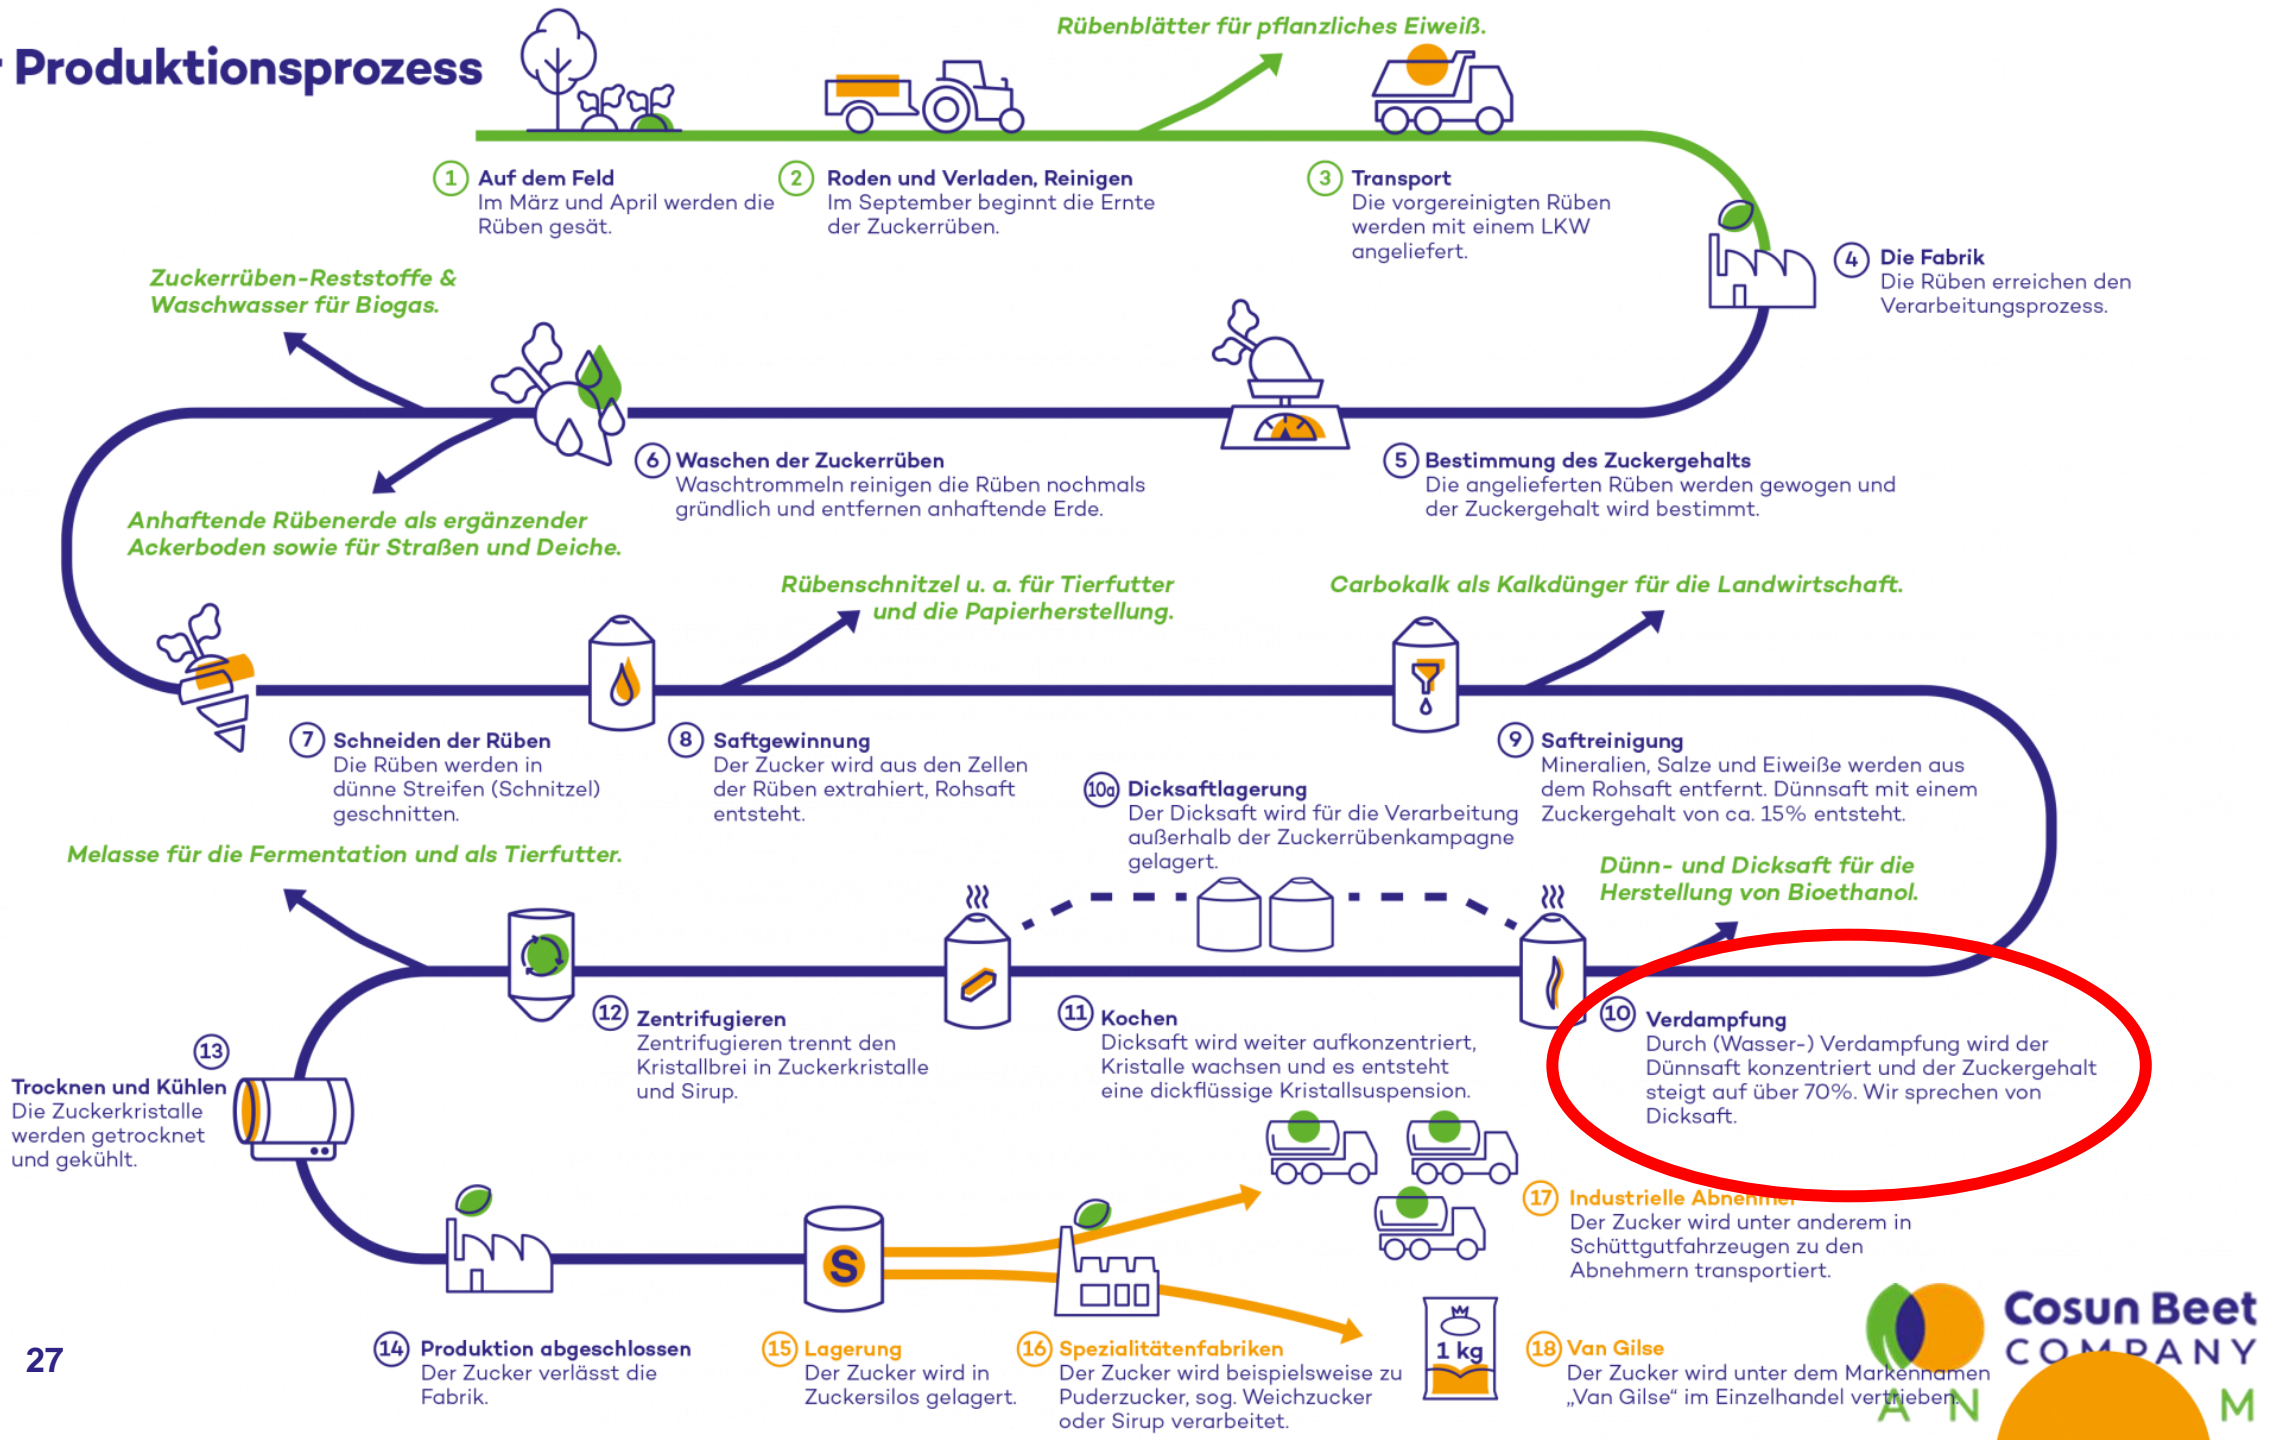 Produktionsprozess
Rübenblätter für pflanzliches Eiweiß.
1 Auf dem Feld
Im März und April werden die
Rüben gesät.
2 Roden und Verladen, Reinigen
Im September beginnt die Ernte
der Zuckerrüben.
3 Transport
Die vorgereinigten Rüben
werden mit einem LKW
angeliefert.
4 Die Fabrik
Die Rüben erreichen den
Verarbeitungsprozess.
Zuckerrüben-Reststoffe &
Waschwasser für Biogas.
5 Bestimmung des Zuckergehalts
Die angelieferten Rüben werden gewogen und
der Zuckergehalt wird bestimmt.
6 Waschen der Zuckerrüben
Waschtrommeln reinigen die Rüben nochmals
gründlich und entfernen anhaftende Erde.
Anhaftende Rübenerde als ergänzender
Ackerboden sowie für Straßen und Deiche.
Rübenschnitzel u. a. für Tierfutter
und die Papierherstellung.
Carbokalk als Kalkdünger für die Landwirtschaft.
7 Schneiden der Rüben
Die Rüben werden in
dünne Streifen (Schnitzel)
geschnitten.
8 Saftgewinnung
Der Zucker wird aus den Zellen
der Rüben extrahiert, Rohsaft
entsteht.
9 Saftreinigung
Mineralien, Salze und Eiweiße werden aus
dem Rohsaft entfernt. Dünnsaft mit einem
Zuckergehalt von ca. 15% entsteht.
10a Dicksaftlagerung
Der Dicksaft wird für die Verarbeitung
außerhalb der Zuckerrübenkampagne
gelagert.
Melasse für die Fermentation und als Tierfutter.
Dünn- und Dicksaft für die
Herstellung von Bioethanol.
10 Verdampfung
Durch (Wasser-) Verdampfung wird der
Dünnsaft konzentriert und der Zuckergehalt
steigt auf über 70%. Wir sprechen von
Dicksaft.
11 Kochen
Dicksaft wird weiter aufkonzentriert,
Kristalle wachsen und es entsteht
eine dickflüssige Kristallsuspension.
12 Zentrifugieren
Zentrifugieren trennt den
Kristallbrei in Zuckerkristalle
und Sirup.
13
Trocknen und Kühlen
Die Zuckerkristalle
werden getrocknet
und gekühlt.
S
14 Produktion abgeschlossen
Der Zucker verlässt die
Fabrik.
15 Lagerung
Der Zucker wird in
Zuckersilos gelagert.
16 Spezialitätenfabriken
Der Zucker wird beispielsweise zu
Puderzucker, sog. Weichzucker
oder Sirup verarbeitet.
17 Industrielle Abnehmer
Der Zucker wird unter anderem in
Schüttgutfahrzeugen zu den
Abnehmern transportiert.
1 kg
18 Van Gilse
Der Zucker wird unter dem Markennamen
„Van Gilse“ im Einzelhandel vertrieben.
Cosun Beet
COMPANY
A N M
27